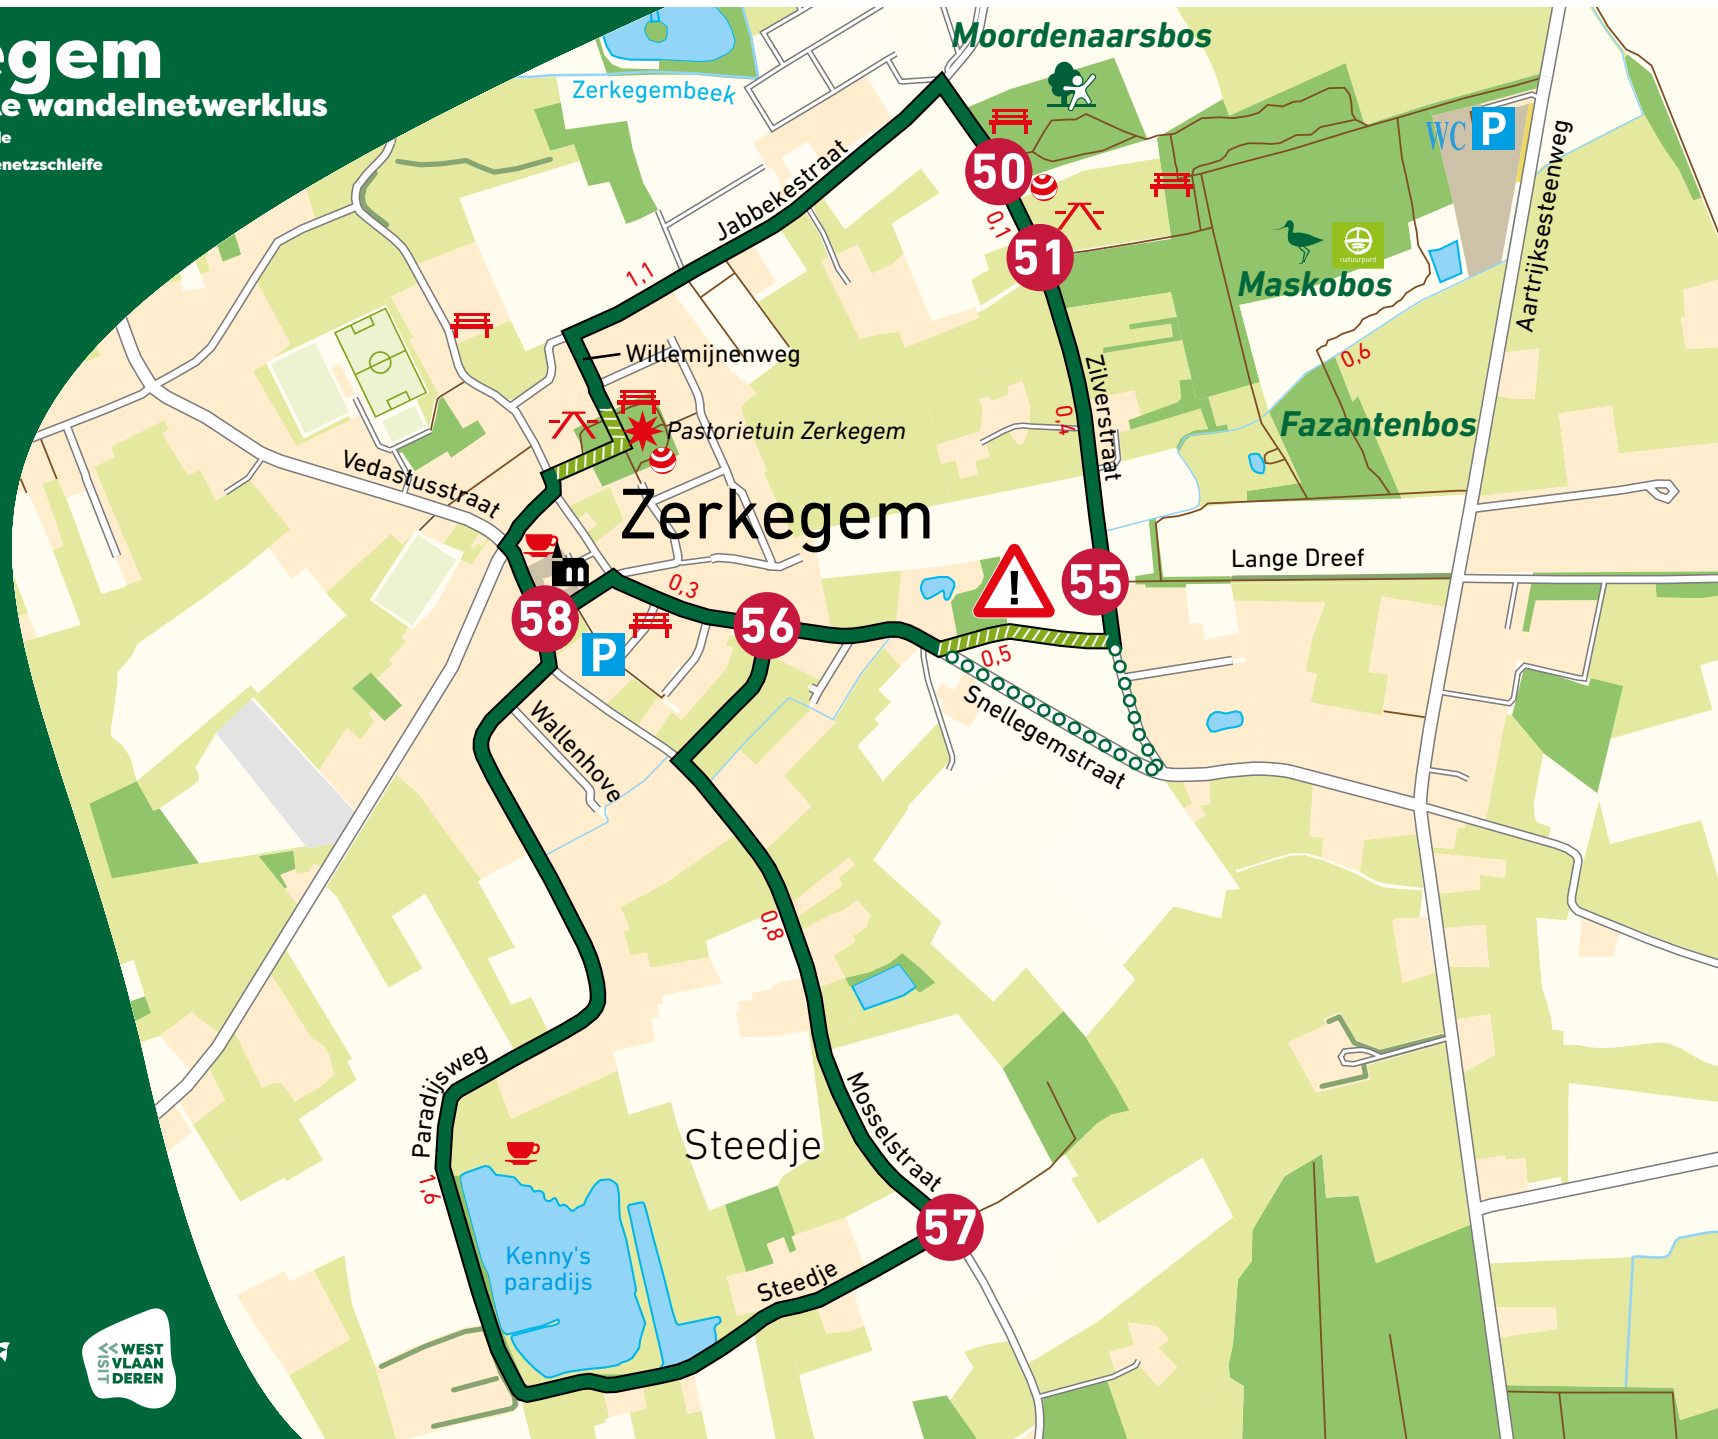 egem
e wandelnetwerklus
le
enetzschleife
Moordenaarsbos
Zerkegembeek
WC
P
50
Jabbekestraat
0,1
51
natuurpunt
Maskobos
Aartrijksesteenweg
1,1
Willemijnenweg
0,6
Zilverstraat
0,4
Pastorietuin Zerkegem
Fazantenbos
Vedastusstraat
Zerkegem
Lange Dreef
!
55
0,3
58
56
P
0,5
Snellegemstraat
Wallenhove
0,8
Paradijsweg
Mosselstraat
Steedje
1,6
57
Kenny's
paradijs
Steedje
VISIT
WEST
VLAAN
DEREN